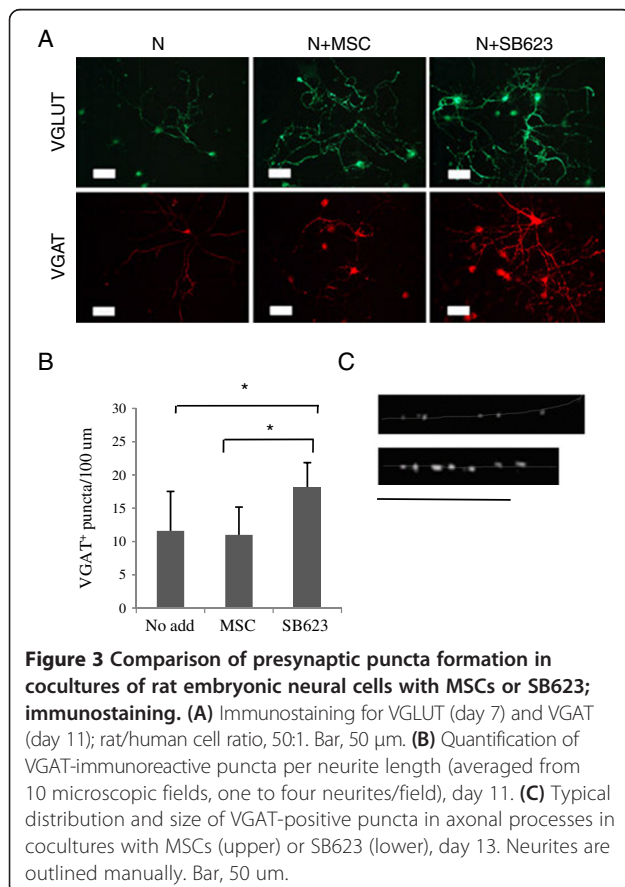 A
N N+MSC N+SB623
VGLUT
VGAT
B
C
*
*
VGAT+ puncta/100 um
30
25
20
15
10
5
0
No add MSC SB623
Figure 3 Comparison of presynaptic puncta formation in
cocultures of rat embryonic neural cells with MSCs or SB623;
immunostaining. (A) Immunostaining for VGLUT (day 7) and VGAT
(day 11); rat/human cell ratio, 50:1. Bar, 50 μm. (B) Quantification of
VGAT-immunoreactive puncta per neurite length (averaged from
10 microscopic fields, one to four neurites/field), day 11. (C) Typical
distribution and size of VGAT-positive puncta in axonal processes in
cocultures with MSCs (upper) or SB623 (lower), day 13. Neurites are
outlined manually. Bar, 50 um.